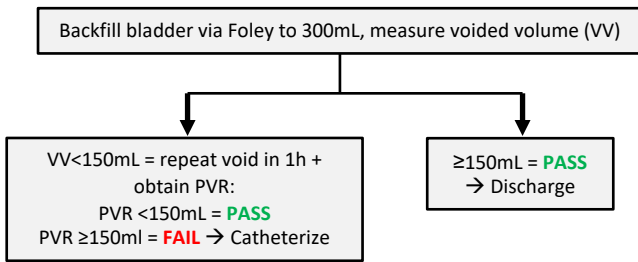 Backfill bladder via Foley to 300mL, measure voided volume (VV)
VV<150mL = repeat void in 1h +
obtain PVR:
PVR <150mL = PASS
PVR ≥150ml = FAIL → Catheterize
≥150mL = PASS
→ Discharge